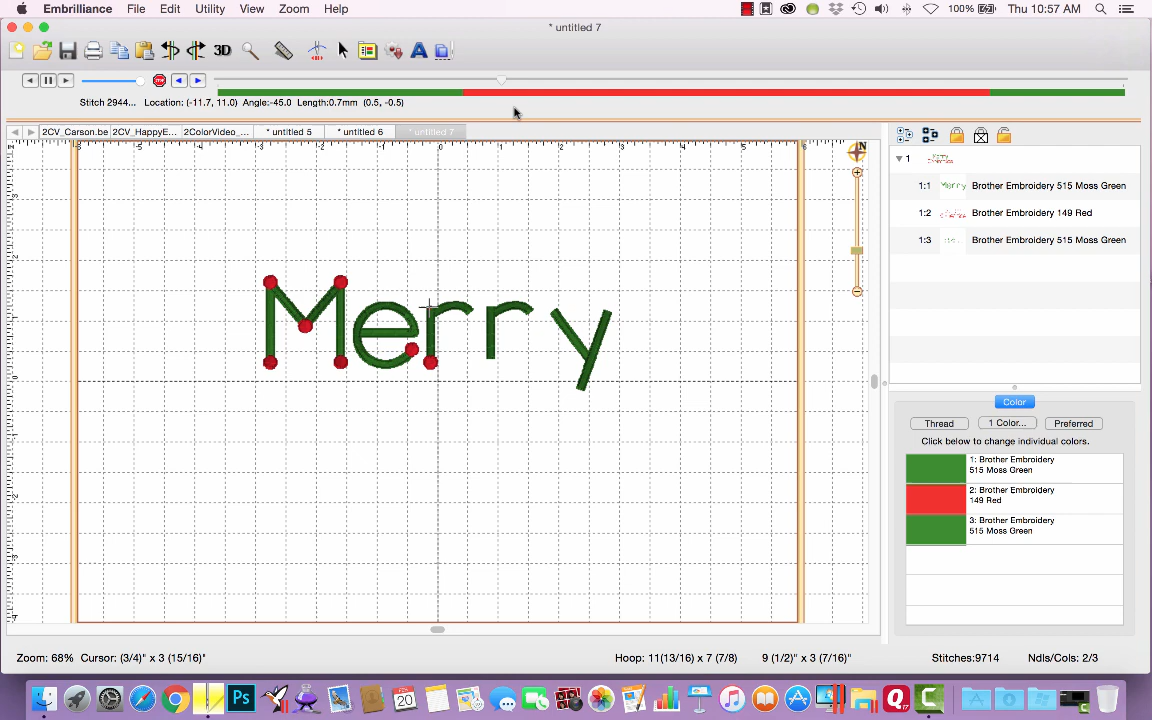 Embrilliance File Edit Utility View Zoom Help 100% Thu 10:57 AM
* untitled 7
3D A
STOP
Stitch 2944... Location: (-11.7, 11.0) Angle:-45.0 Length:0.7mm (0.5, -0.5)
2CV_Carson.be 2CV_HappyE... 2ColorVideo_... * untitled 5 * untitled 6 * untitled 7
N
1
1:1 Merry Brother Embroidery 515 Moss Green
1:2 Brother Embroidery 149 Red
1:3 Brother Embroidery 515 Moss Green
Merry
Color
Thread 1 Color... Preferred
Click below to change individual colors.
1: Brother Embroidery
515 Moss Green
2: Brother Embroidery
149 Red
3: Brother Embroidery
515 Moss Green
Zoom: 68% Cursor: (3/4)" x 3 (15/16)" Hoop: 11(13/16) x 7 (7/8) 9 (1/2)" x 3 (7/16)" Stitches:9714 Ndls/Cols: 2/3
Ps 20 Q C